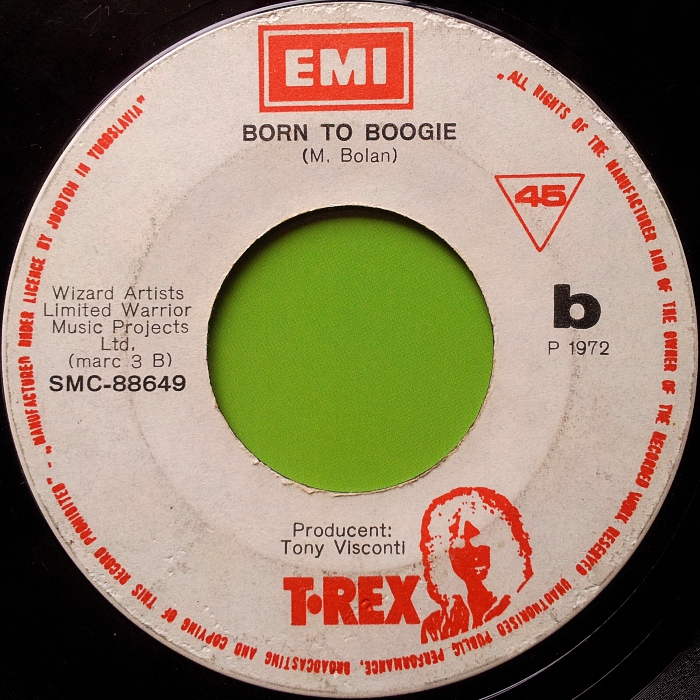 EMI
BORN TO BOOGIE
(M. Bolan)
45
Wizard Artists
Limited Warrior
Music Projects
Ltd.
(marc 3 B)
SMC-88649
b
P 1972
Producent:
Tony Visconti
T·REX
"ALL RIGHTS OF THE MANUFACTURER AND OF THE OWNER OF THE RECORDED WORK RESERVED UNAUTHORISED PUBLIC PERFORMANCE, BROADCASTING AND COPYING OF THIS RECORD PROHIBITED" - "MANUFACTURED UNDER LICENCE BY JUGOTON IN YUGOSLAVIA"